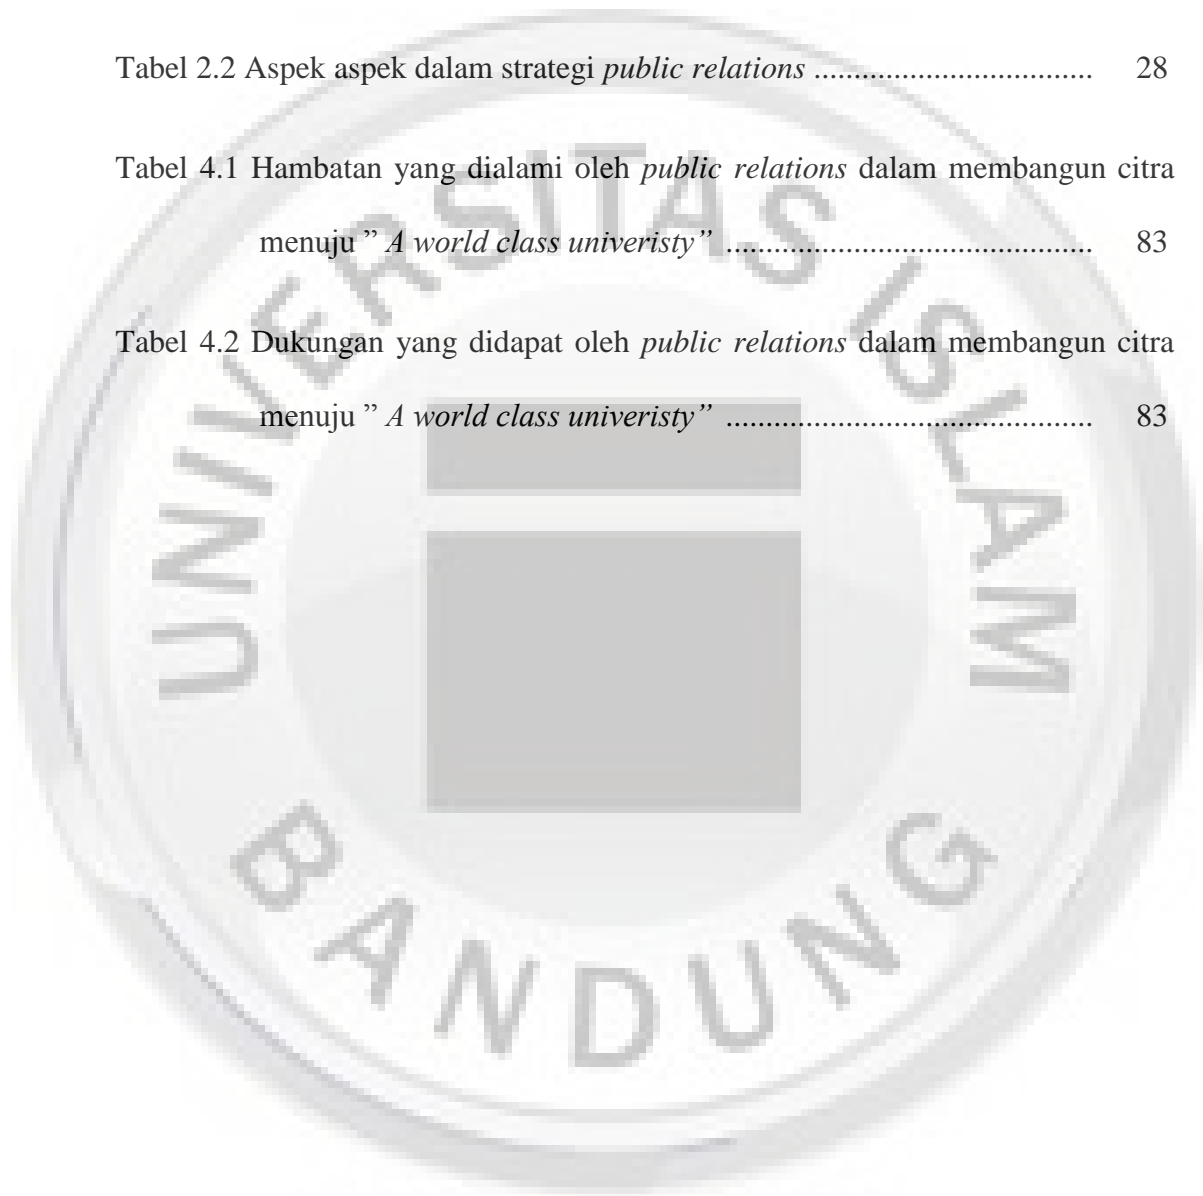 Tabel 2.2 Aspek aspek dalam strategi public relations ................................... 28
Tabel 4.1 Hambatan yang dialami oleh public relations dalam membangun citra
menuju ” A world class univeristy” .............................................. 83
Tabel 4.2 Dukungan yang didapat oleh public relations dalam membangun citra
menuju ” A world class univeristy” .............................................. 83
UNIVERSITAS ISLAM
BANDUNG